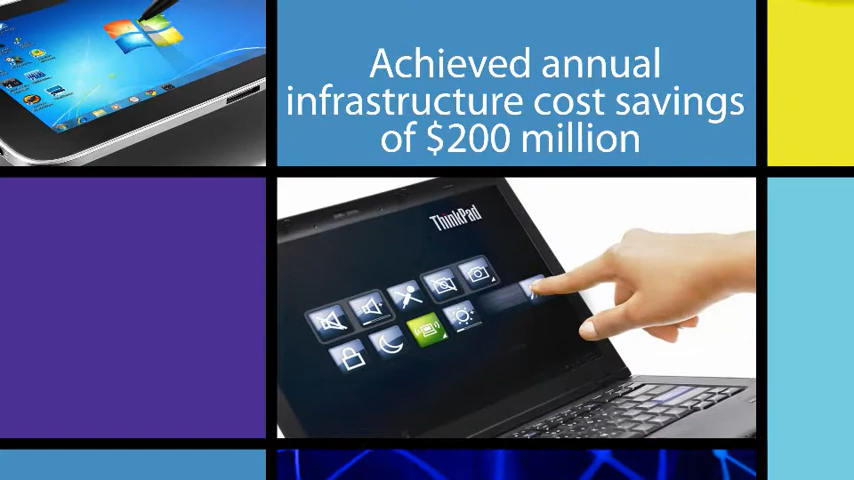 Achieved annual
infrastructure cost savings
of $200 million
ThinkPad